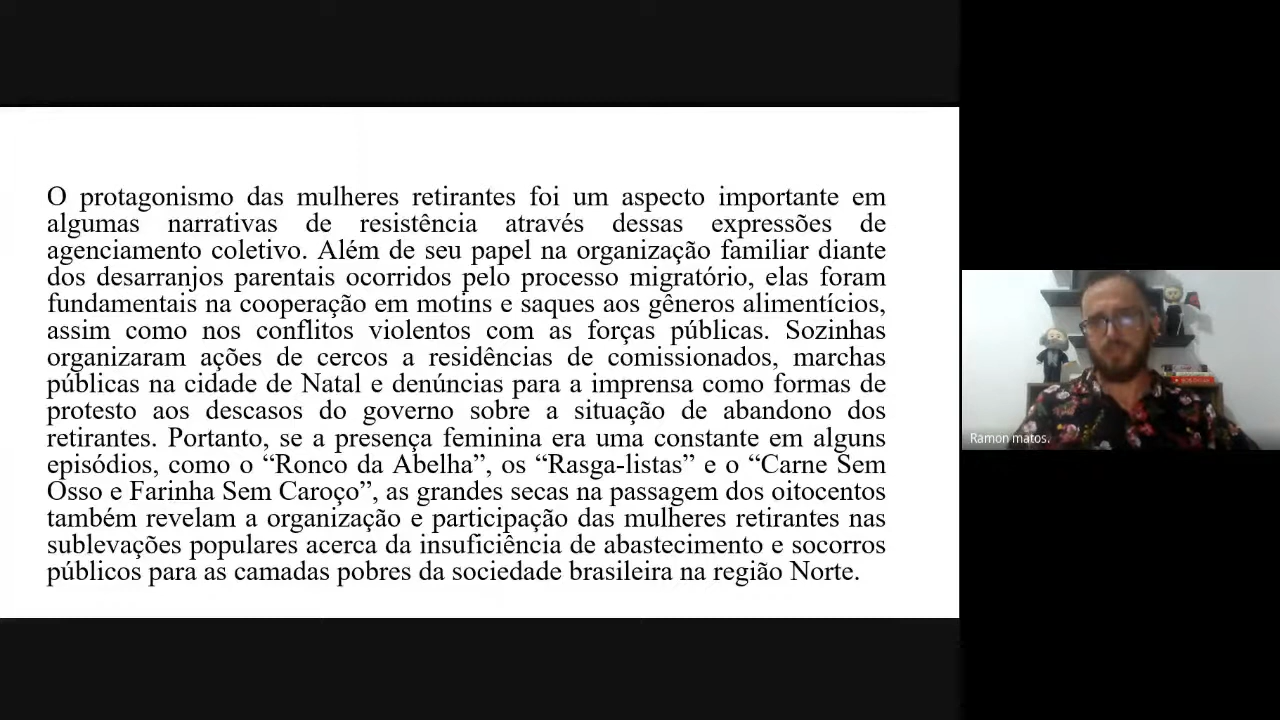 O protagonismo das mulheres retirantes foi um aspecto importante em
algumas narrativas de resistência através dessas expressões de
agenciamento coletivo. Além de seu papel na organização familiar diante
dos desarranjos parentais ocorridos pelo processo migratório, elas foram
fundamentais na cooperação em motins e saques aos gêneros alimentícios,
assim como nos conflitos violentos com as forças públicas. Sozinhas
organizaram ações de cercos a residências de comissionados, marchas
públicas na cidade de Natal e denúncias para a imprensa como formas de
protesto aos descasos do governo sobre a situação de abandono dos
retirantes. Portanto, se a presença feminina era uma constante em alguns
episódios, como o “Ronco da Abelha”, os “Rasga-listas” e o “Carne Sem
Osso e Farinha Sem Caroço”, as grandes secas na passagem dos oitocentos
também revelam a organização e participação das mulheres retirantes nas
sublevações populares acerca da insuficiência de abastecimento e socorros
públicos para as camadas pobres da sociedade brasileira na região Norte.
Ramon matos.